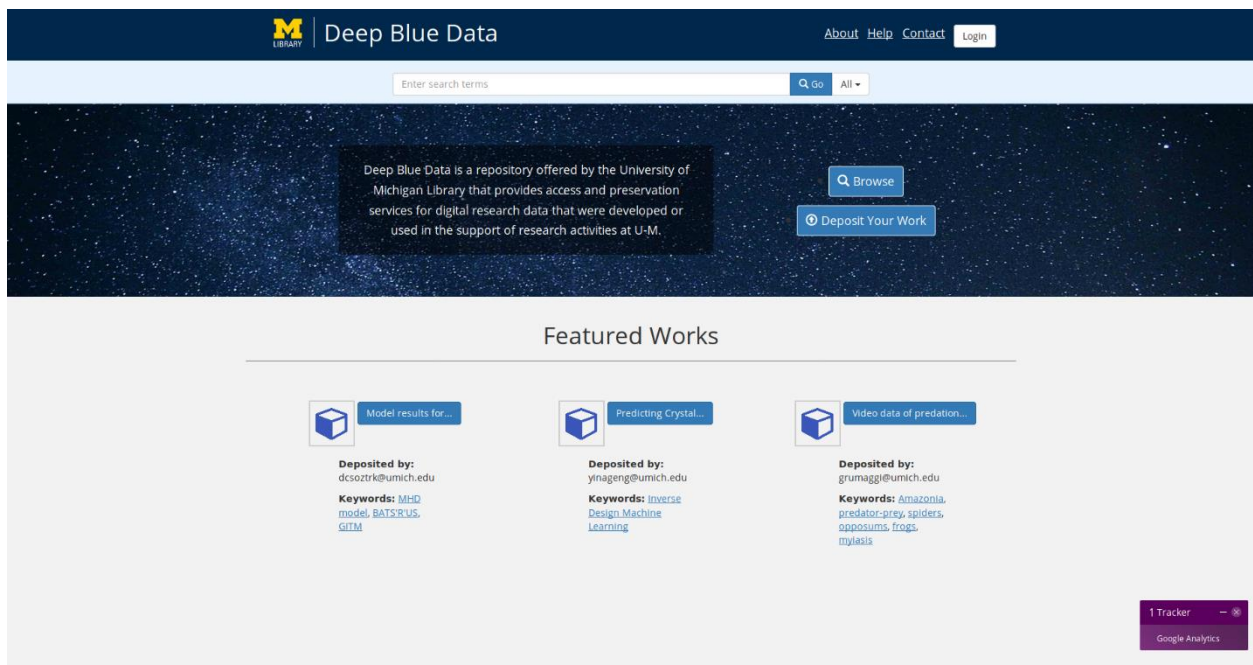 M
LIBRARY
Deep Blue Data
About Help Contact Login
Enter search terms
Go All
Deep Blue Data is a repository offered by the University of
Michigan Library that provides access and preservation
services for digital research data that were developed or
used in the support of research activities at U-M.
Browse
Deposit Your Work
Featured Works
Model results for...
Deposited by:
dcsoztrk@umich.edu
Keywords: MHD
model, BATS'R'US,
GITM
Predicting Crystal...
Deposited by:
yinageng@umich.edu
Keywords: Inverse
Design Machine
Learning
Video data of predation...
Deposited by:
grumaggi@umich.edu
Keywords: Amazonia,
predator-prey, spiders,
opposums, frogs,
myiasis
1 Tracker
Google Analytics